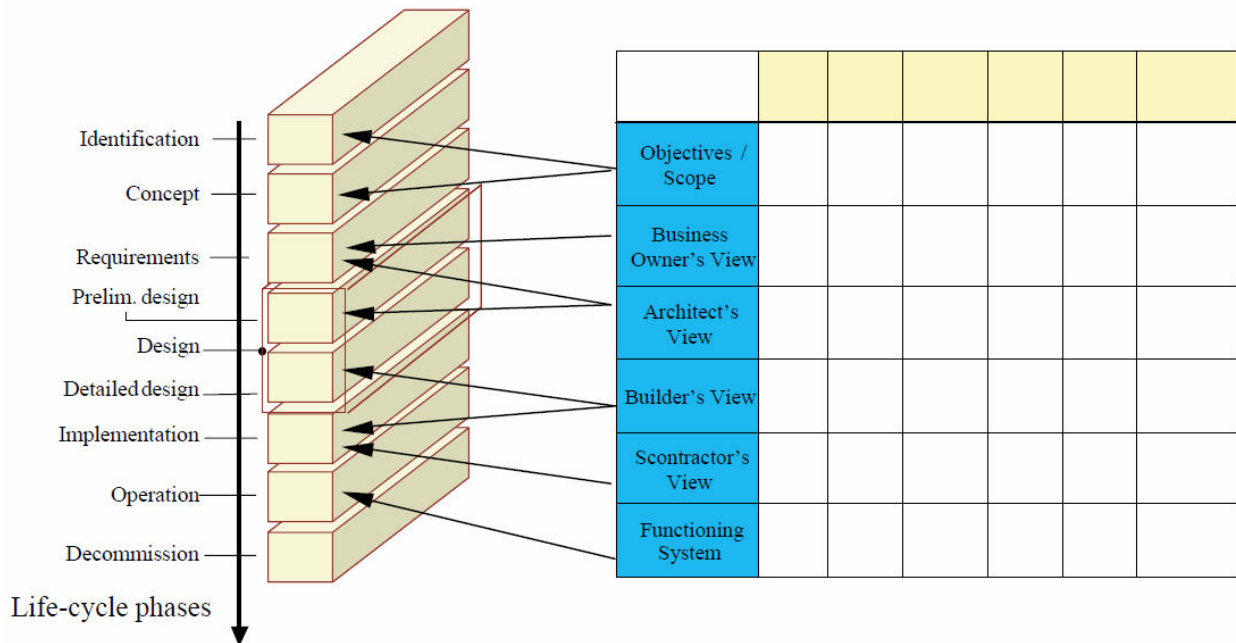 Identification
Concept
Requirements
Prelim. design
Design
Detailed design
Implementation
Operation
Decommission
Life-cycle phases
Objectives /
Scope
Business
Owner's View
Architect's
View
Builder's View
Scontractor's
View
Functioning
System